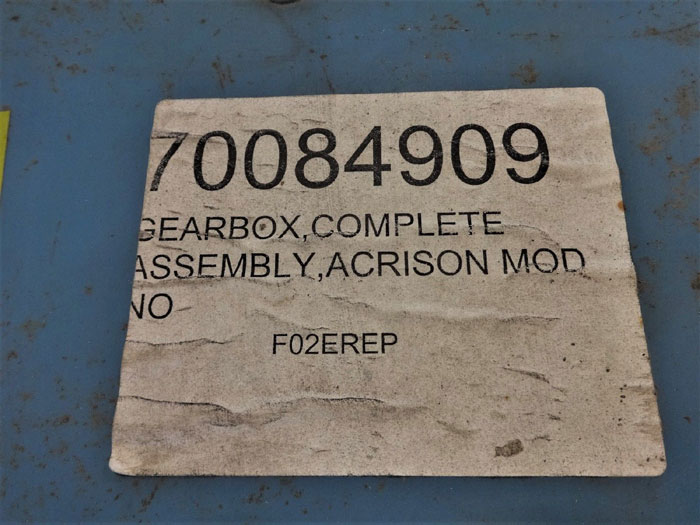 70084909
GEARBOX,COMPLETE
ASSEMBLY,ACRISON MOD
NO
F02EREP